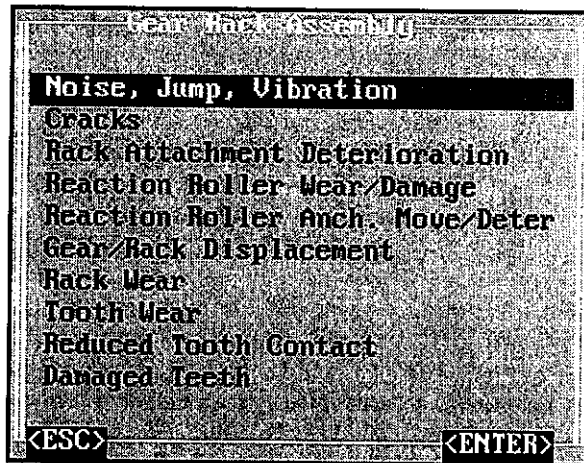 Gear Rack Assembly
Noise, Jump, Vibration
Cracks
Rack Attachment Deterioration
Reaction Roller Wear/Damage
Reaction Roller Anch. Move/Deter
Gear/Rack Displacement
Rack Wear
Tooth Wear
Reduced Tooth Contact
Damaged Teeth
<ESC> <ENTER>